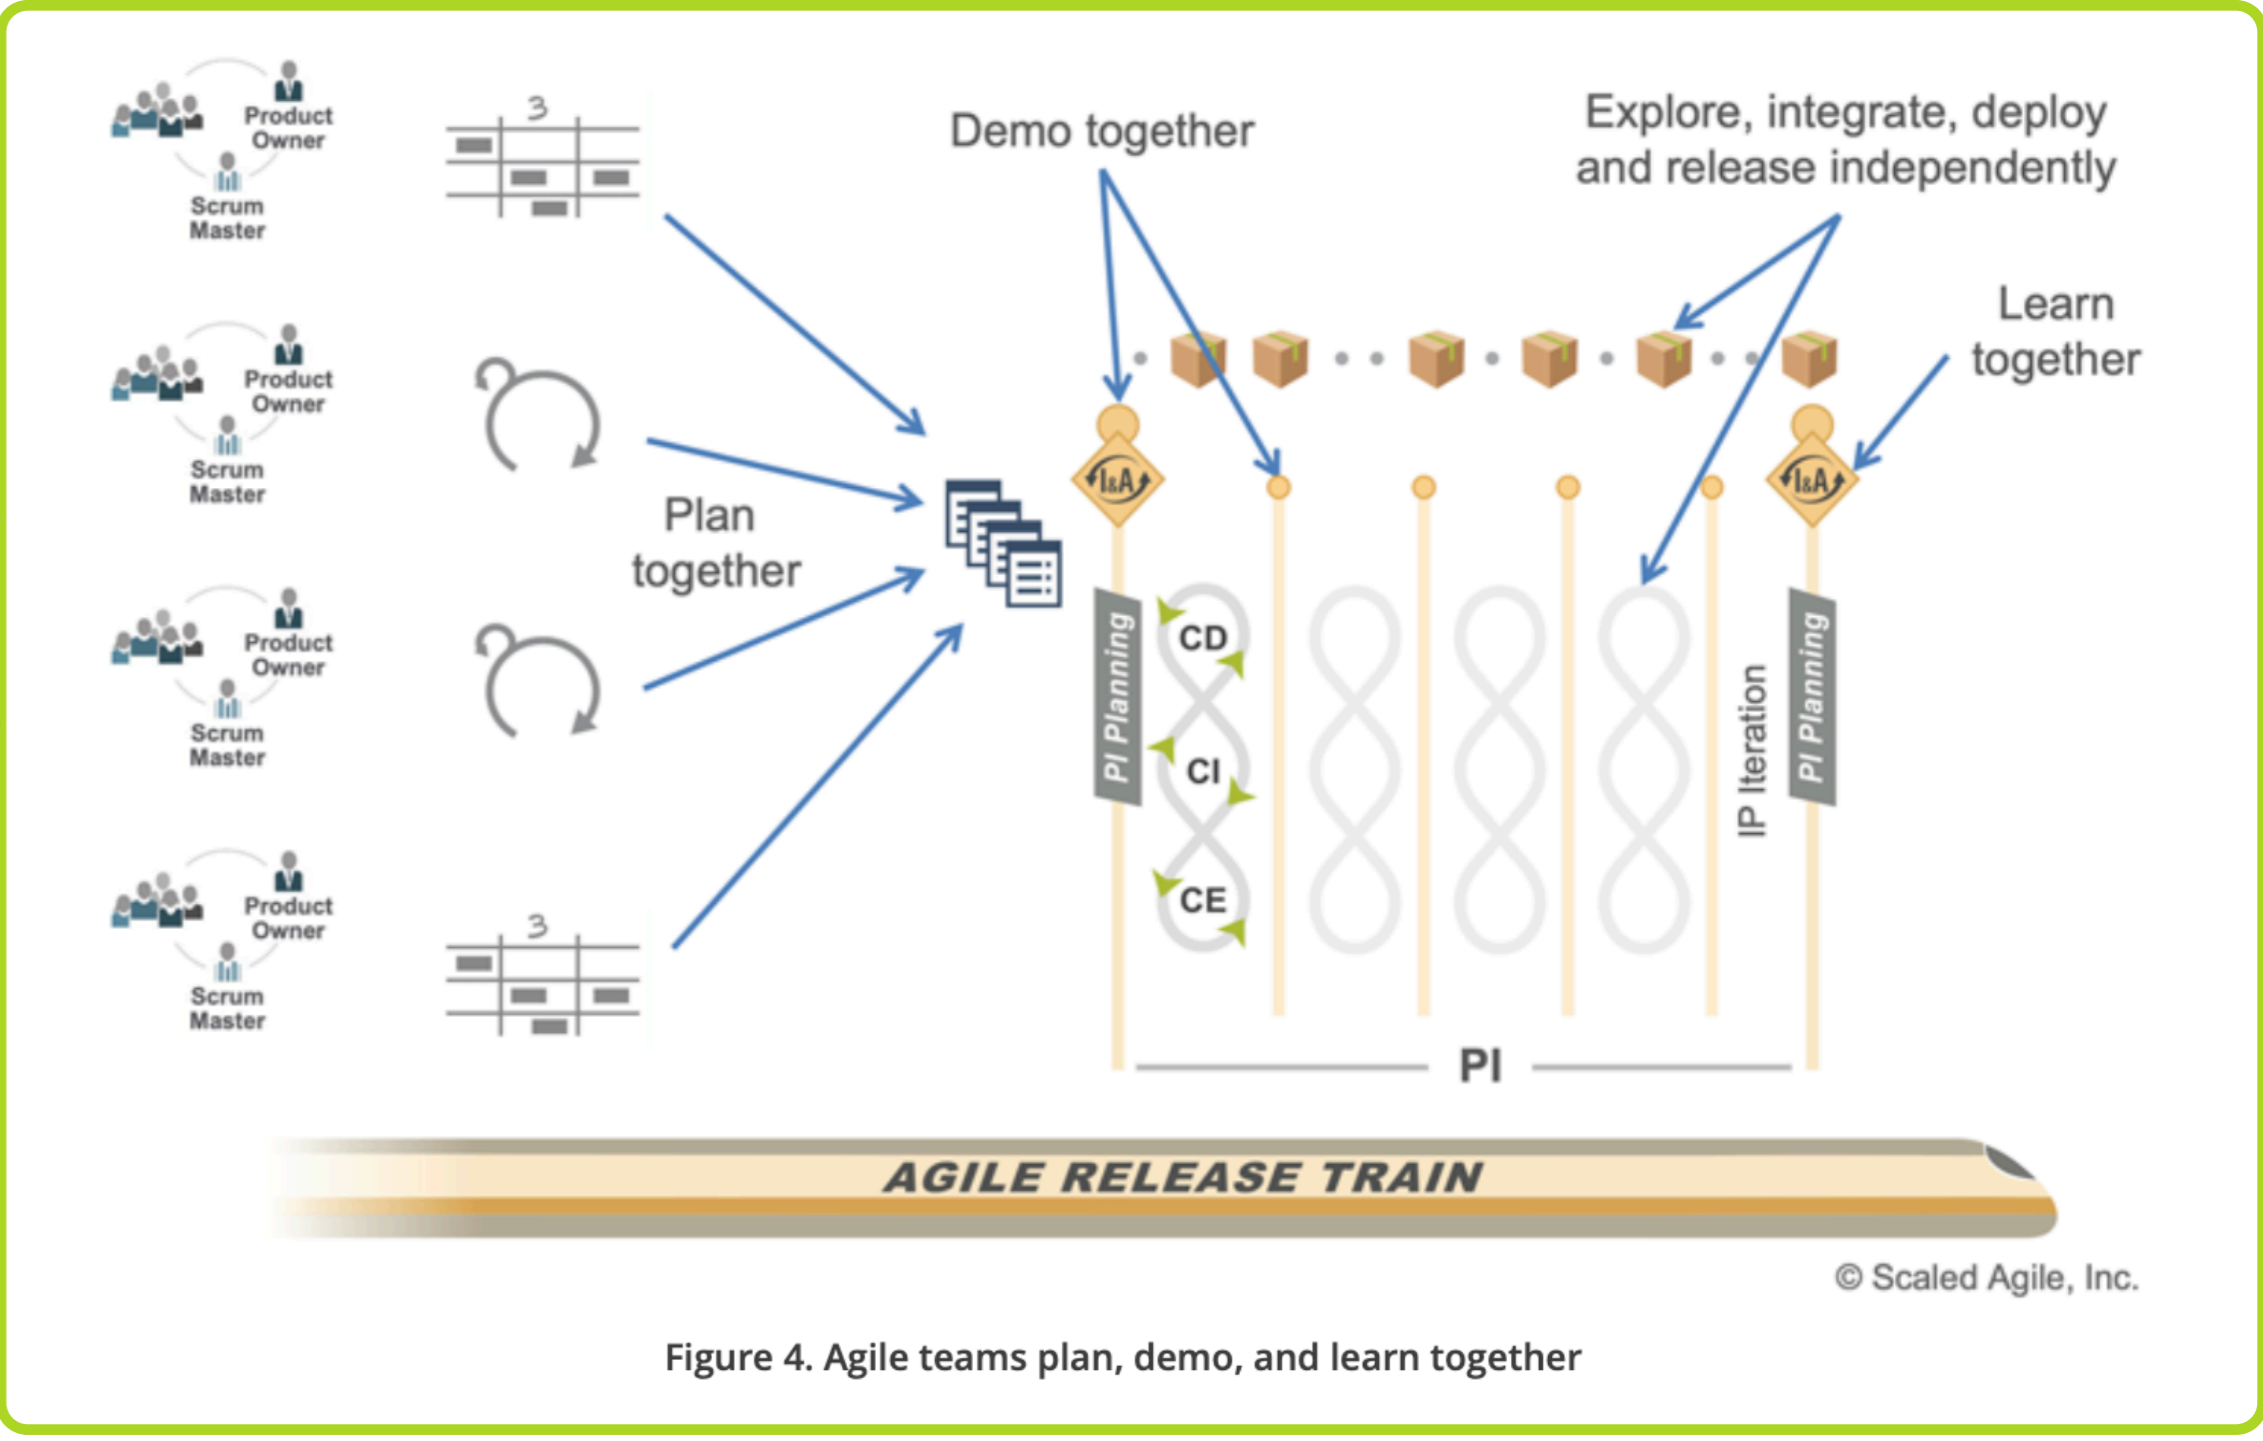 Product
Owner
Scrum
Master
3
Product
Owner
Scrum
Master
Product
Owner
Scrum
Master
Product
Owner
Scrum
Master
3
Plan
together
Demo together
Explore, integrate, deploy
and release independently
Learn
together
I&A
I&A
PI Planning
CD
CI
CE
IP Iteration
PI Planning
PI
AGILE RELEASE TRAIN
© Scaled Agile, Inc.
Figure 4. Agile teams plan, demo, and learn together